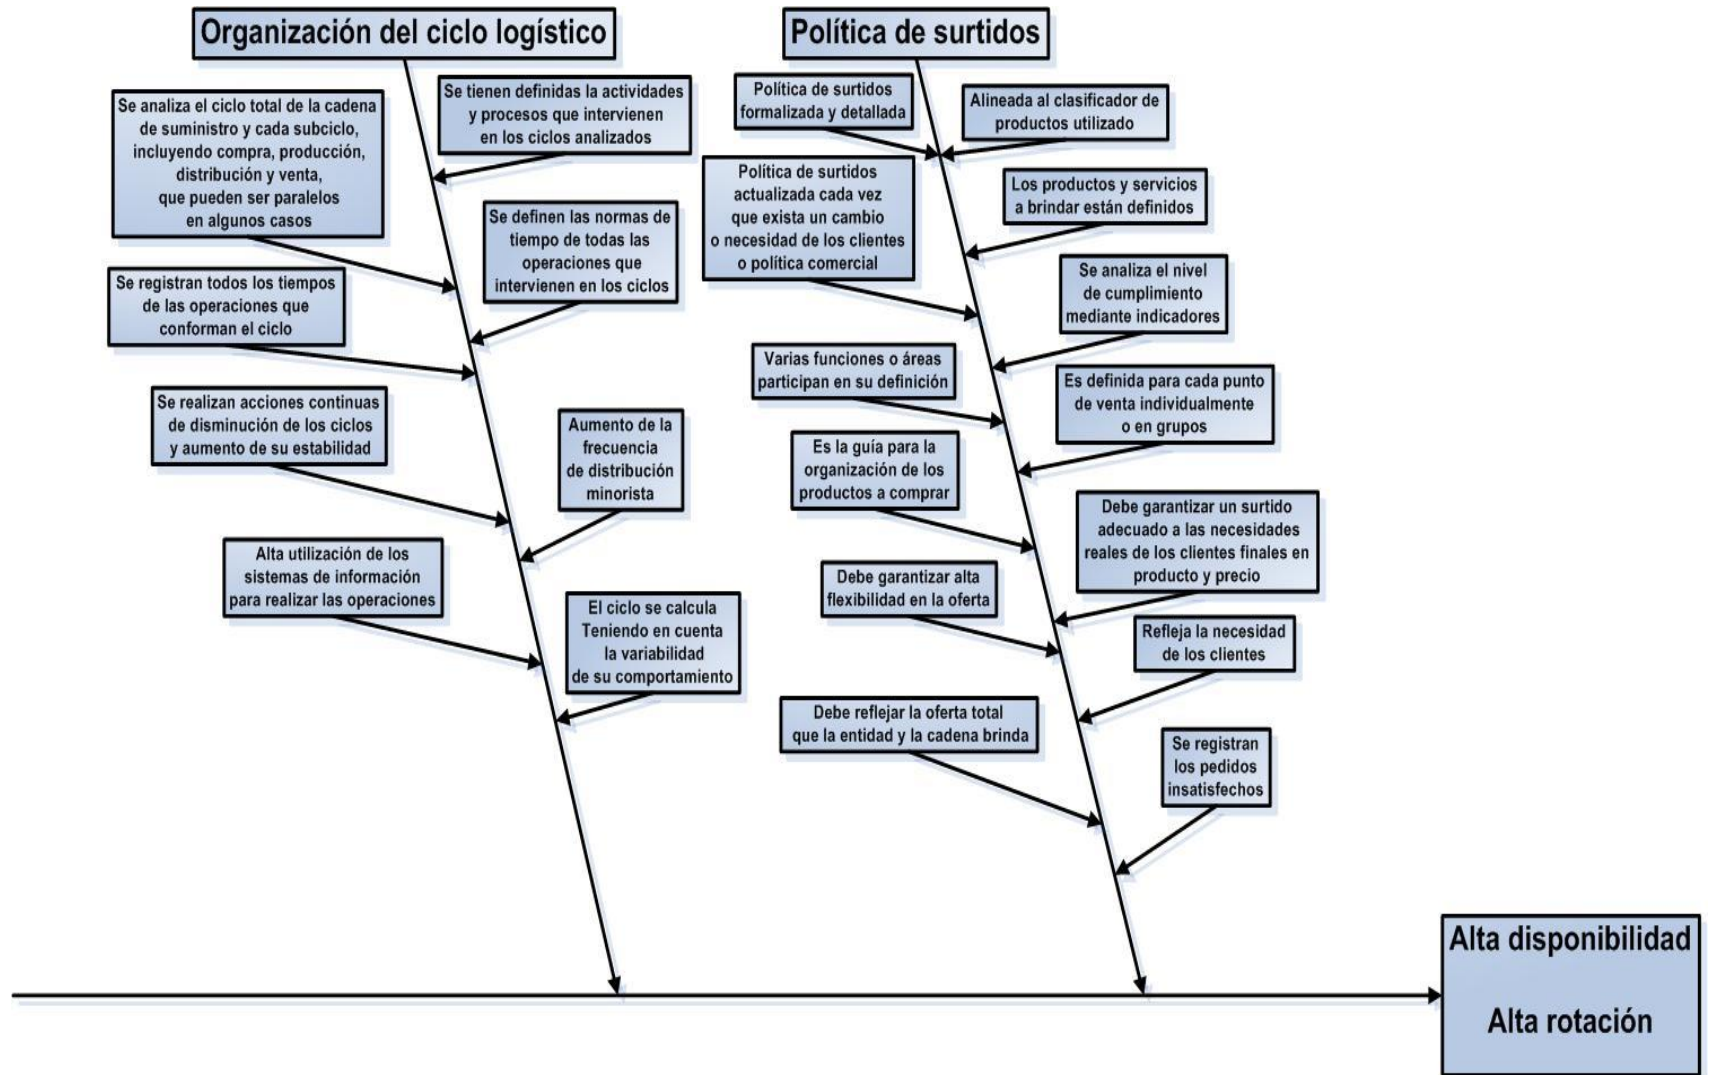 Organización del ciclo logístico
Se analiza el ciclo total de la cadena
de suministro y cada subciclo,
incluyendo compra, producción,
distribución y venta,
que pueden ser paralelos
en algunos casos
Se tienen definidas la actividades
y procesos que intervienen
en los ciclos analizados
Se definen las normas de
tiempo de todas las
operaciones que
intervienen en los ciclos
Se registran todos los tiempos
de las operaciones que
conforman el ciclo
Se realizan acciones continuas
de disminución de los ciclos
y aumento de su estabilidad
Aumento de la
frecuencia
de distribución
minorista
Alta utilización de los
sistemas de información
para realizar las operaciones
El ciclo se calcula
Teniendo en cuenta
la variabilidad
de su comportamiento
Política de surtidos
Política de surtidos
formalizada y detallada
Alineada al clasificador de
productos utilizado
Política de surtidos
actualizada cada vez
que exista un cambio
o necesidad de los clientes
o política comercial
Los productos y servicios
a brindar están definidos
Se analiza el nivel
de cumplimiento
mediante indicadores
Varias funciones o áreas
participan en su definición
Es definida para cada punto
de venta individualmente
o en grupos
Es la guía para la
organización de los
productos a comprar
Debe garantizar un surtido
adecuado a las necesidades
reales de los clientes finales en
producto y precio
Debe garantizar alta
flexibilidad en la oferta
Refleja la necesidad
de los clientes
Debe reflejar la oferta total
que la entidad y la cadena brinda
Se registran
los pedidos
insatisfechos
Alta disponibilidad
Alta rotación